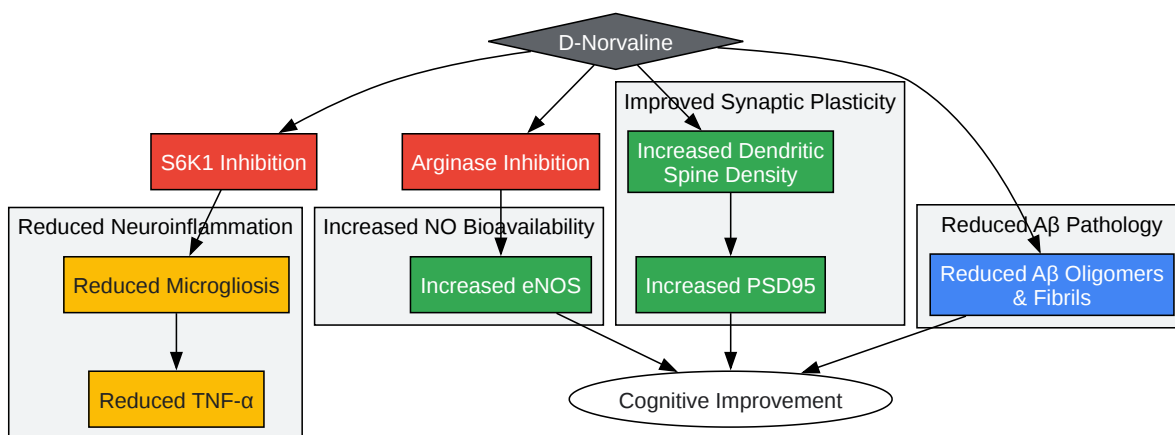 D-Norvaline
Improved Synaptic Plasticity
S6K1 Inhibition
Arginase Inhibition
Increased Dendritic
Spine Density
Reduced Neuroinflammation
Increased NO Bioavailability
Reduced Aβ Pathology
Reduced Microgliosis
Increased eNOS
Increased PSD95
Reduced Aβ Oligomers
& Fibrils
Reduced TNF-α
Cognitive Improvement